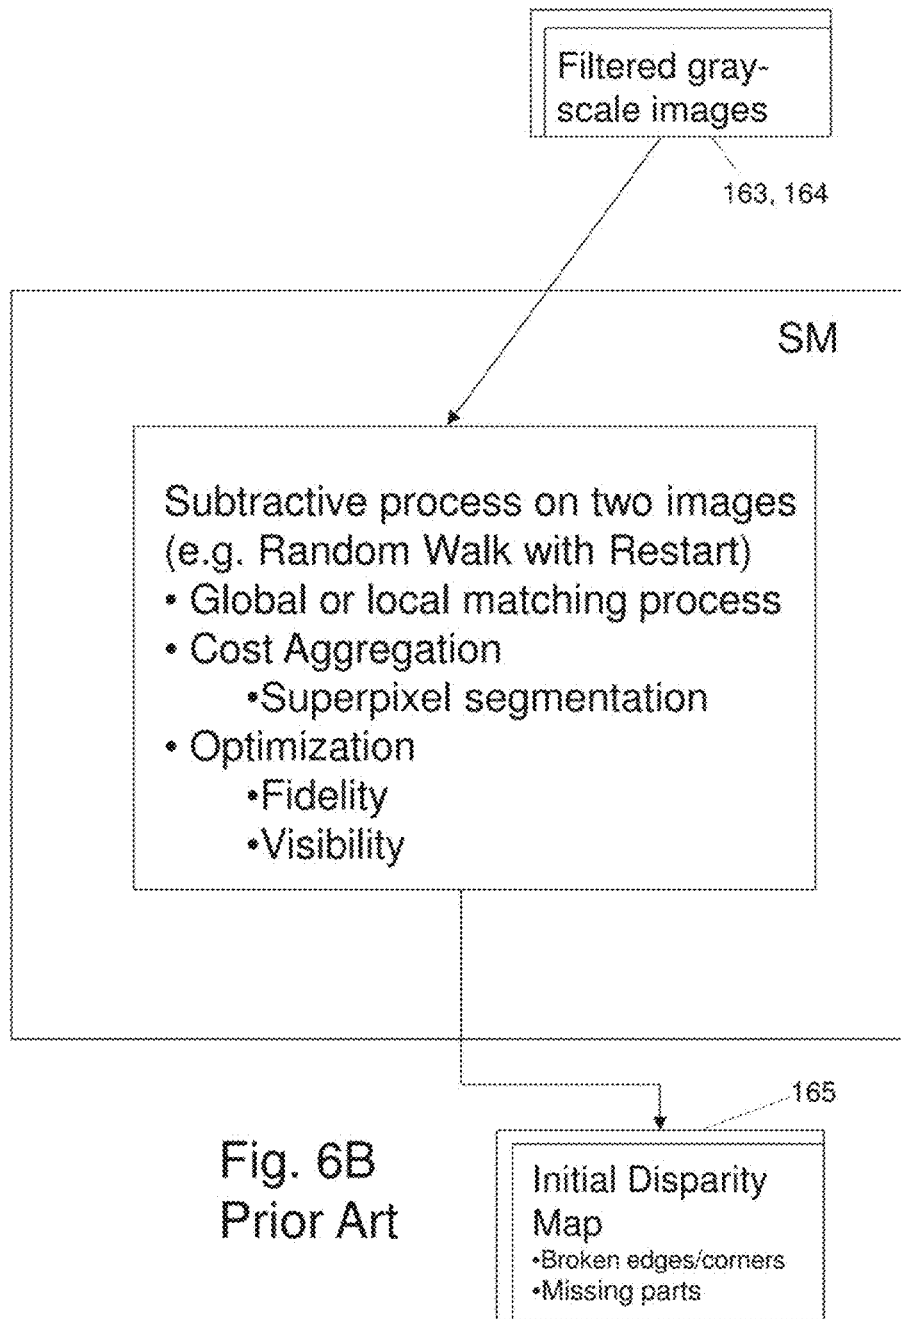 Filtered gray-
scale images
163, 164
SM
Subtractive process on two images
(e.g. Random Walk with Restart)
• Global or local matching process
• Cost Aggregation
•Superpixel segmentation
• Optimization
•Fidelity
•Visibility
165
Fig. 6B
Prior Art
Initial Disparity
Map
•Broken edges/corners
•Missing parts